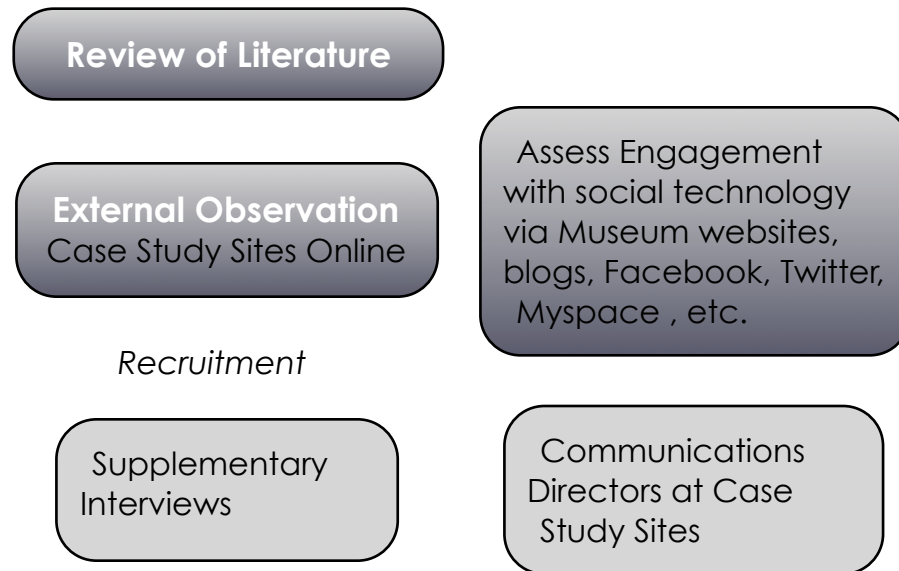 Review of Literature
External Observation
Case Study Sites Online
Assess Engagement
with social technology
via Museum websites,
blogs, Facebook, Twitter,
Myspace , etc.
Recruitment
Supplementary
Interviews
Communications
Directors at Case
Study Sites